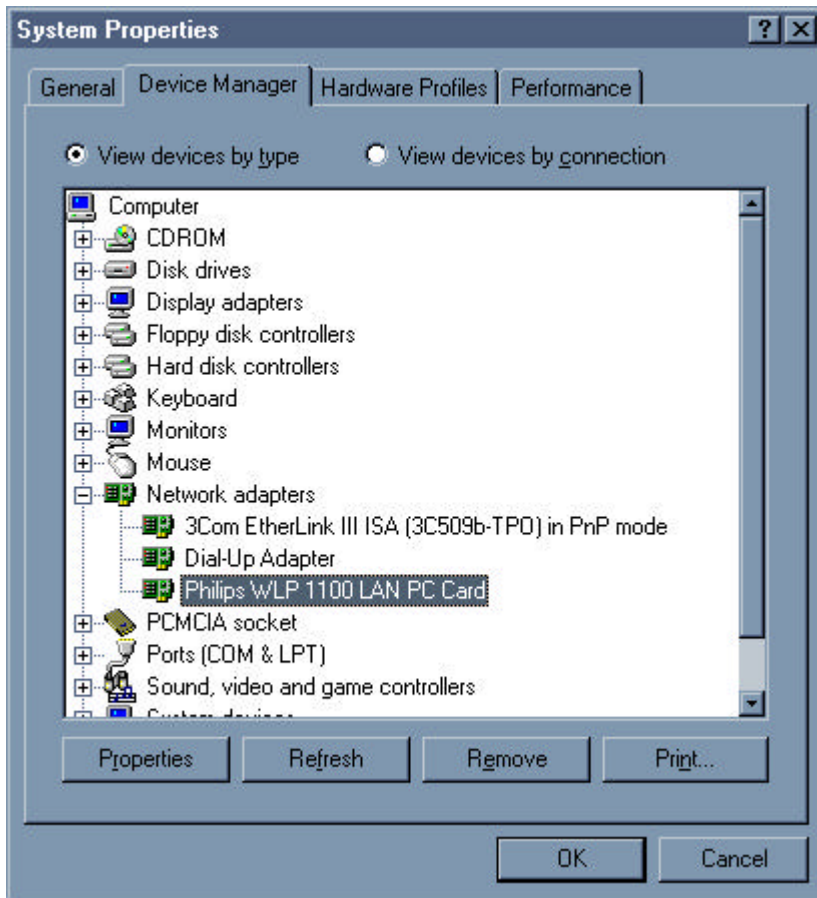 System Properties
General Device Manager Hardware Profiles Performance
View devices by type View devices by connection
Computer
CDROM
Disk drives
Display adapters
Floppy disk controllers
Hard disk controllers
Keyboard
Monitors
Mouse
Network adapters
3Com EtherLink III ISA (3C509b-TPO) in PnP mode
Dial-Up Adapter
Philips WLP 1100 LAN PC Card
PCMCIA socket
Ports (COM & LPT)
Sound, video and game controllers
System devices
Properties Refresh Remove Print...
OK Cancel